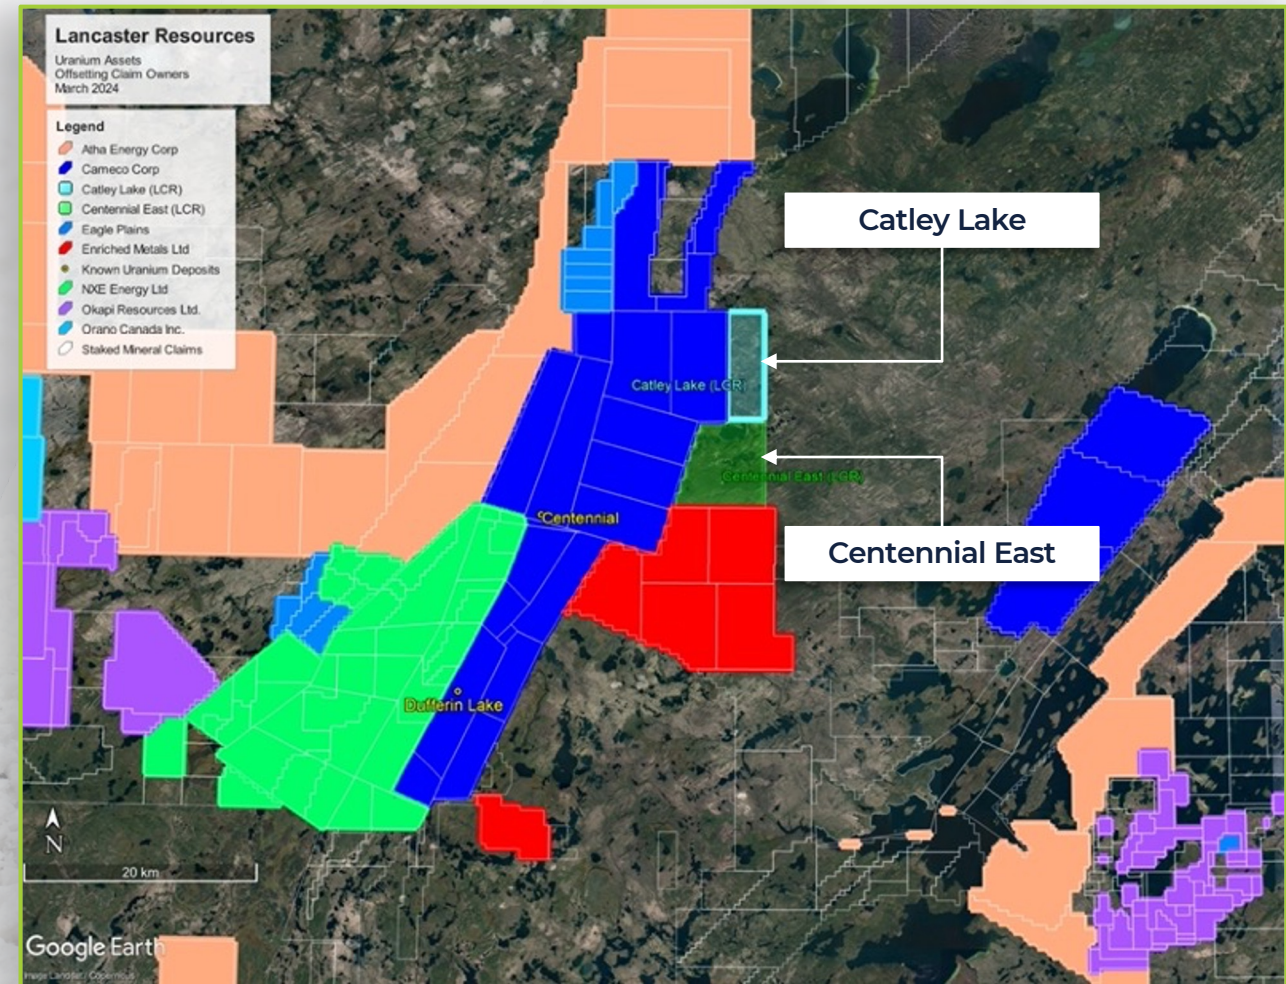 Lancaster Resources
Uranium Assets
Offsetting Claim Owners
March 2024
Legend
Atha Energy Corp
Cameco Corp
Catley Lake (LCR)
Centennial East (LCR)
Eagle Plains
Enriched Metals Ltd
Known Uranium Deposits
NXE Energy Ltd
Okapi Resources Ltd.
Orano Canada Inc.
Staked Mineral Claims
Catley Lake
Catley Lake (LCR)
Centennial East (LCR)
Centennial
Centennial East
Dufferin Lake
N
20 km
Google Earth
Image Landsat / Copernicus